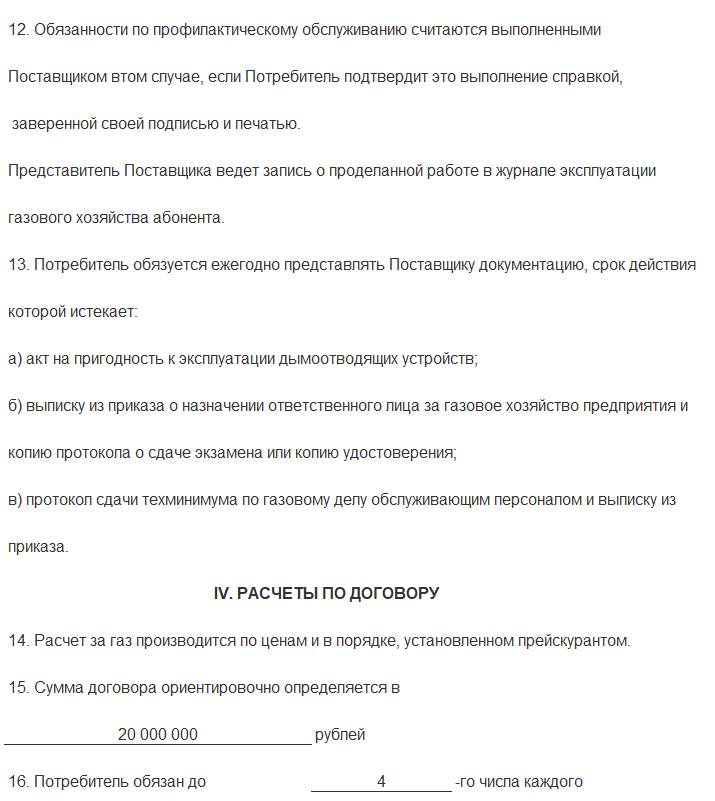 12. Обязанности по профилактическому обслуживанию считаются выполненными
Поставщиком втом случае, если Потребитель подтвердит это выполнение справкой,
заверенной своей подписью и печатью.
Представитель Поставщика ведет запись о проделанной работе в журнале эксплуатации
газового хозяйства абонента.
13. Потребитель обязуется ежегодно представлять Поставщику документацию, срок действия
которой истекает:
а) акт на пригодность к эксплуатации дымоотводящих устройств;
б) выписку из приказа о назначении ответственного лица за газовое хозяйство предприятия и
копию протокола о сдаче экзамена или копию удостоверения;
в) протокол сдачи техминимума по газовому делу обслуживающим персоналом и выписку из
приказа.
IV. РАСЧЕТЫ ПО ДОГОВОРУ
14. Расчет за газ производится по ценам и в порядке, установленном прейскурантом.
15. Сумма договора ориентировочно определяется в
20 000 000 рублей
16. Потребитель обязан до 4 -го числа каждого